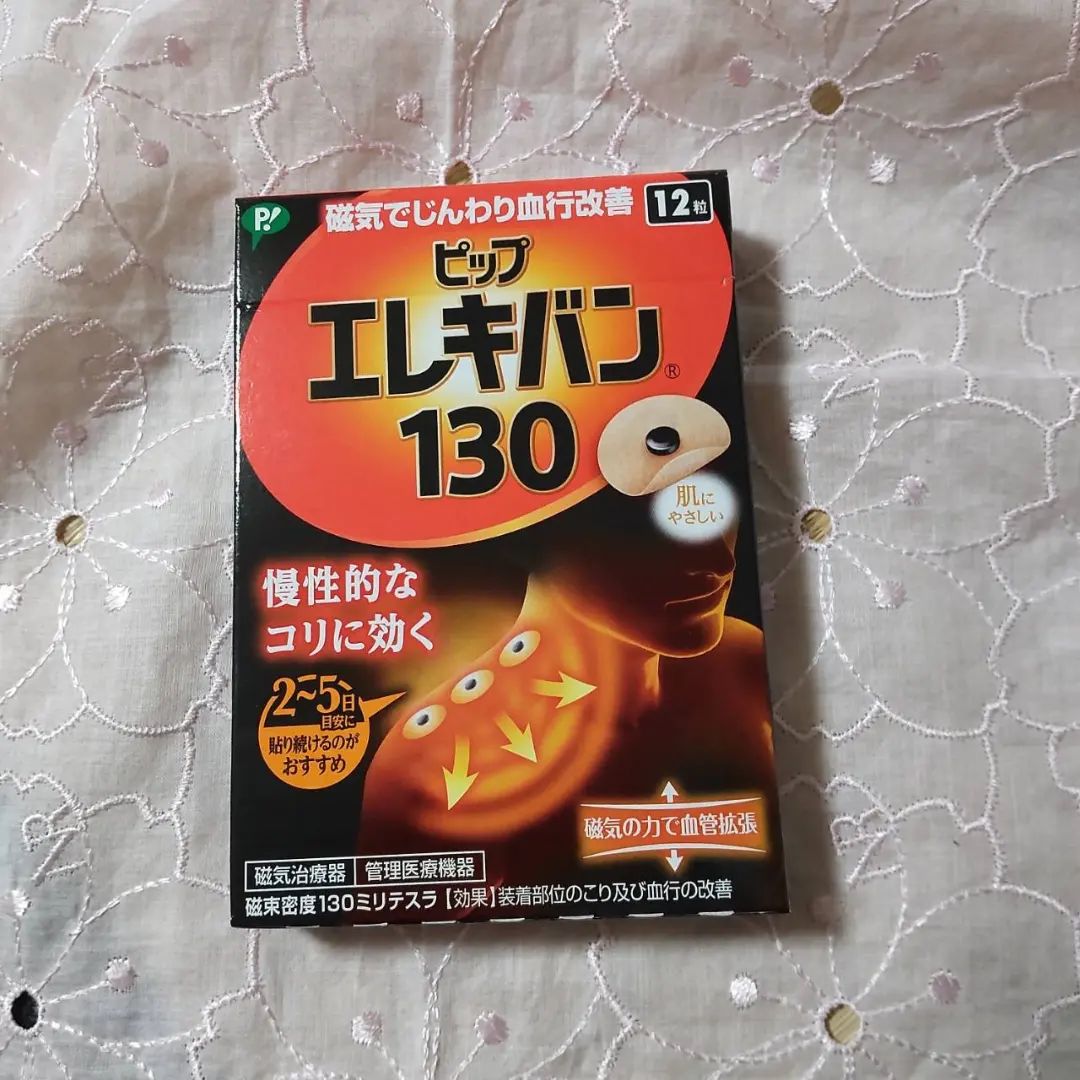 P!
磁気でじんわり血行改善
12粒
ピップ
エレキバン®
130
肌に
やさしい
慢性的な
コリに効く
2〜5日
目安に
貼り続けるのが
おすすめ
磁気の力で血管拡張
磁気治療器 管理医療機器
磁束密度130ミリテスラ【効果】装着部位のこり及び血行の改善